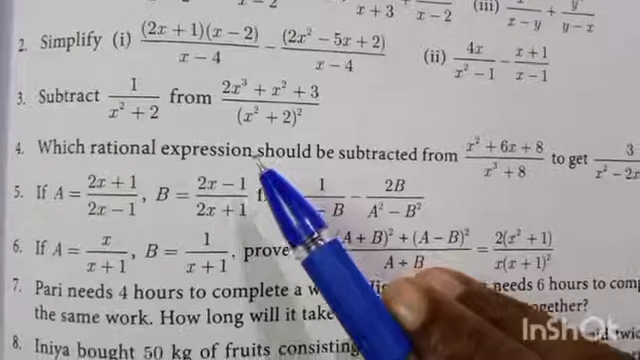 x + 3 x − 2 (iii) x − y + y/(y − x)
2. Simplify (i) (2x + 1)(x − 2)/(x − 4) − (2x² − 5x + 2)/(x − 4) (ii) 4x/(x² − 1) − (x + 1)/(x − 1)
3. Subtract 1/(x² + 2) from (2x³ + x² + 3)/(x² + 2)²
4. Which rational expression should be subtracted from (x² + 6x + 8)/(x³ + 8) to get 3/(x² − 2x
5. If A = (2x + 1)/(2x − 1), B = (2x − 1)/(2x + 1) 1/( − B) − 2B/(A² − B²)
6. If A = x/(x + 1), B = 1/(x + 1), prove ((A + B)² + (A − B)²)/(A ÷ B) = 2(x² + 1)/(x(x + 1)²)
7. Pari needs 4 hours to complete a needs 6 hours to com
the same work. How long will it take together?
8. Iniya bought 50 kg of fruits consisting twic
InShot